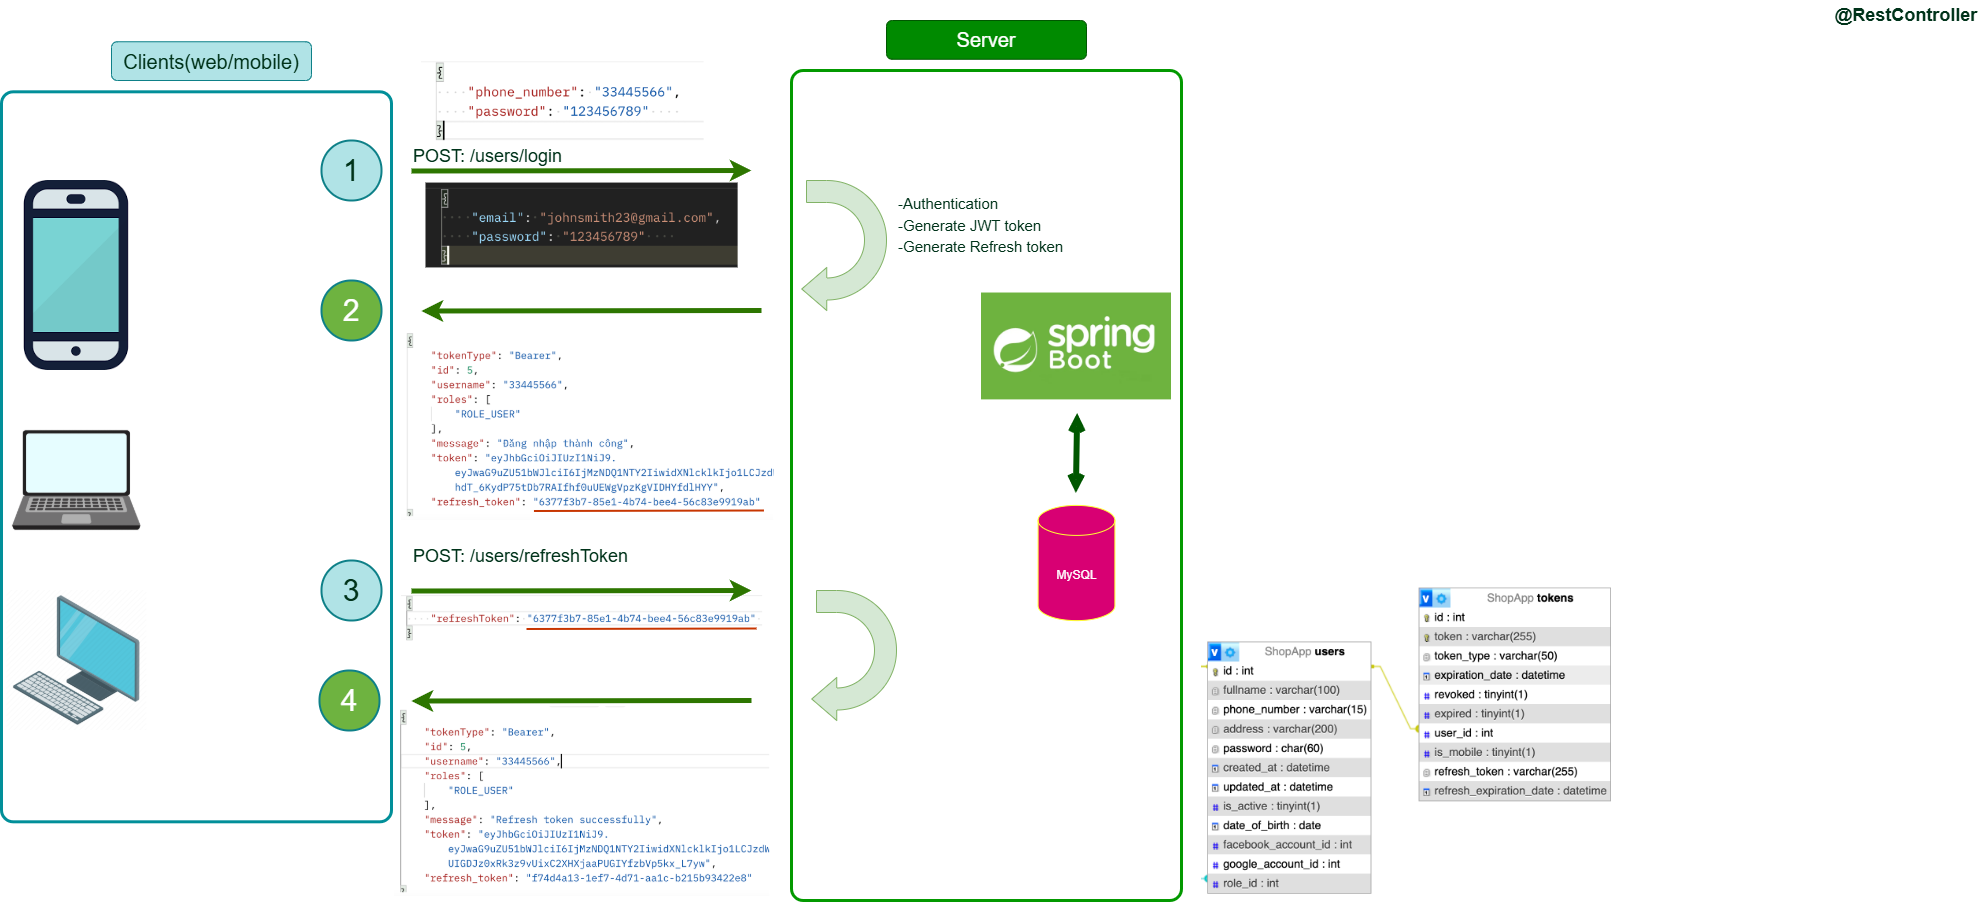 @RestController
Server
Clients(web/mobile)
{
"phone_number": "33445566",
"password": "123456789"
}
1
POST: /users/login
{
"email": "johnsmith23@gmail.com",
"password": "123456789"
}
-Authentication
-Generate JWT token
-Generate Refresh token
2
{
"tokenType": "Bearer",
"id": 5,
"username": "33445566",
"roles": [
"ROLE_USER"
],
"message": "Đăng nhập thành công",
"token": "eyJhbGciOiJIUzI1NiJ9.
eyJwaG9uZU51bWJlciI6IjMzNDQ1NTY2IiwidXNlcklkIjo1LCJzd
hdT_6KydP75tDb7RAIfhf0uUEWgVpzKgVIDHYfdlHYY",
"refresh_token": "6377f3b7-85e1-4b74-bee4-56c83e9919ab"
}
spring
Boot
MySQL
POST: /users/refreshToken
3
{
"refreshToken": "6377f3b7-85e1-4b74-bee4-56c83e9919ab"
}
4
{
"tokenType": "Bearer",
"id": 5,
"username": "33445566",
"roles": [
"ROLE_USER"
],
"message": "Refresh token successfully",
"token": "eyJhbGciOiJIUzI1NiJ9.
eyJwaG9uZU51bWJlciI6IjMzNDQ1NTY2IiwidXNlcklkIjo1LCJzdW
UIGDJz0xRk3z9vUixC2XHXjaaPUGIYfzbVp5kx_L7yw",
"refresh_token": "f74d4a13-1ef7-4d71-aa1c-b215b93422e8"
}
v ShopApp users
id : int
fullname : varchar(100)
phone_number : varchar(15)
address : varchar(200)
password : char(60)
created_at : datetime
updated_at : datetime
is_active : tinyint(1)
date_of_birth : date
facebook_account_id : int
google_account_id : int
role_id : int
v ShopApp tokens
id : int
token : varchar(255)
token_type : varchar(50)
expiration_date : datetime
revoked : tinyint(1)
expired : tinyint(1)
user_id : int
is_mobile : tinyint(1)
refresh_token : varchar(255)
refresh_expiration_date : datetime